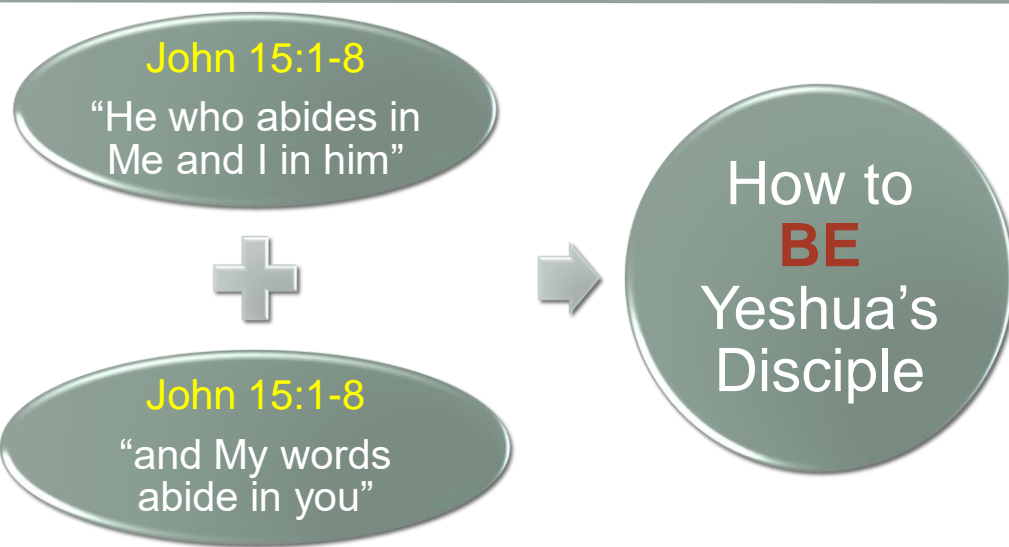 John 15:1-8
“He who abides in
Me and I in him”
John 15:1-8
“and My words
abide in you”
How to
BE
Yeshua’s
Disciple